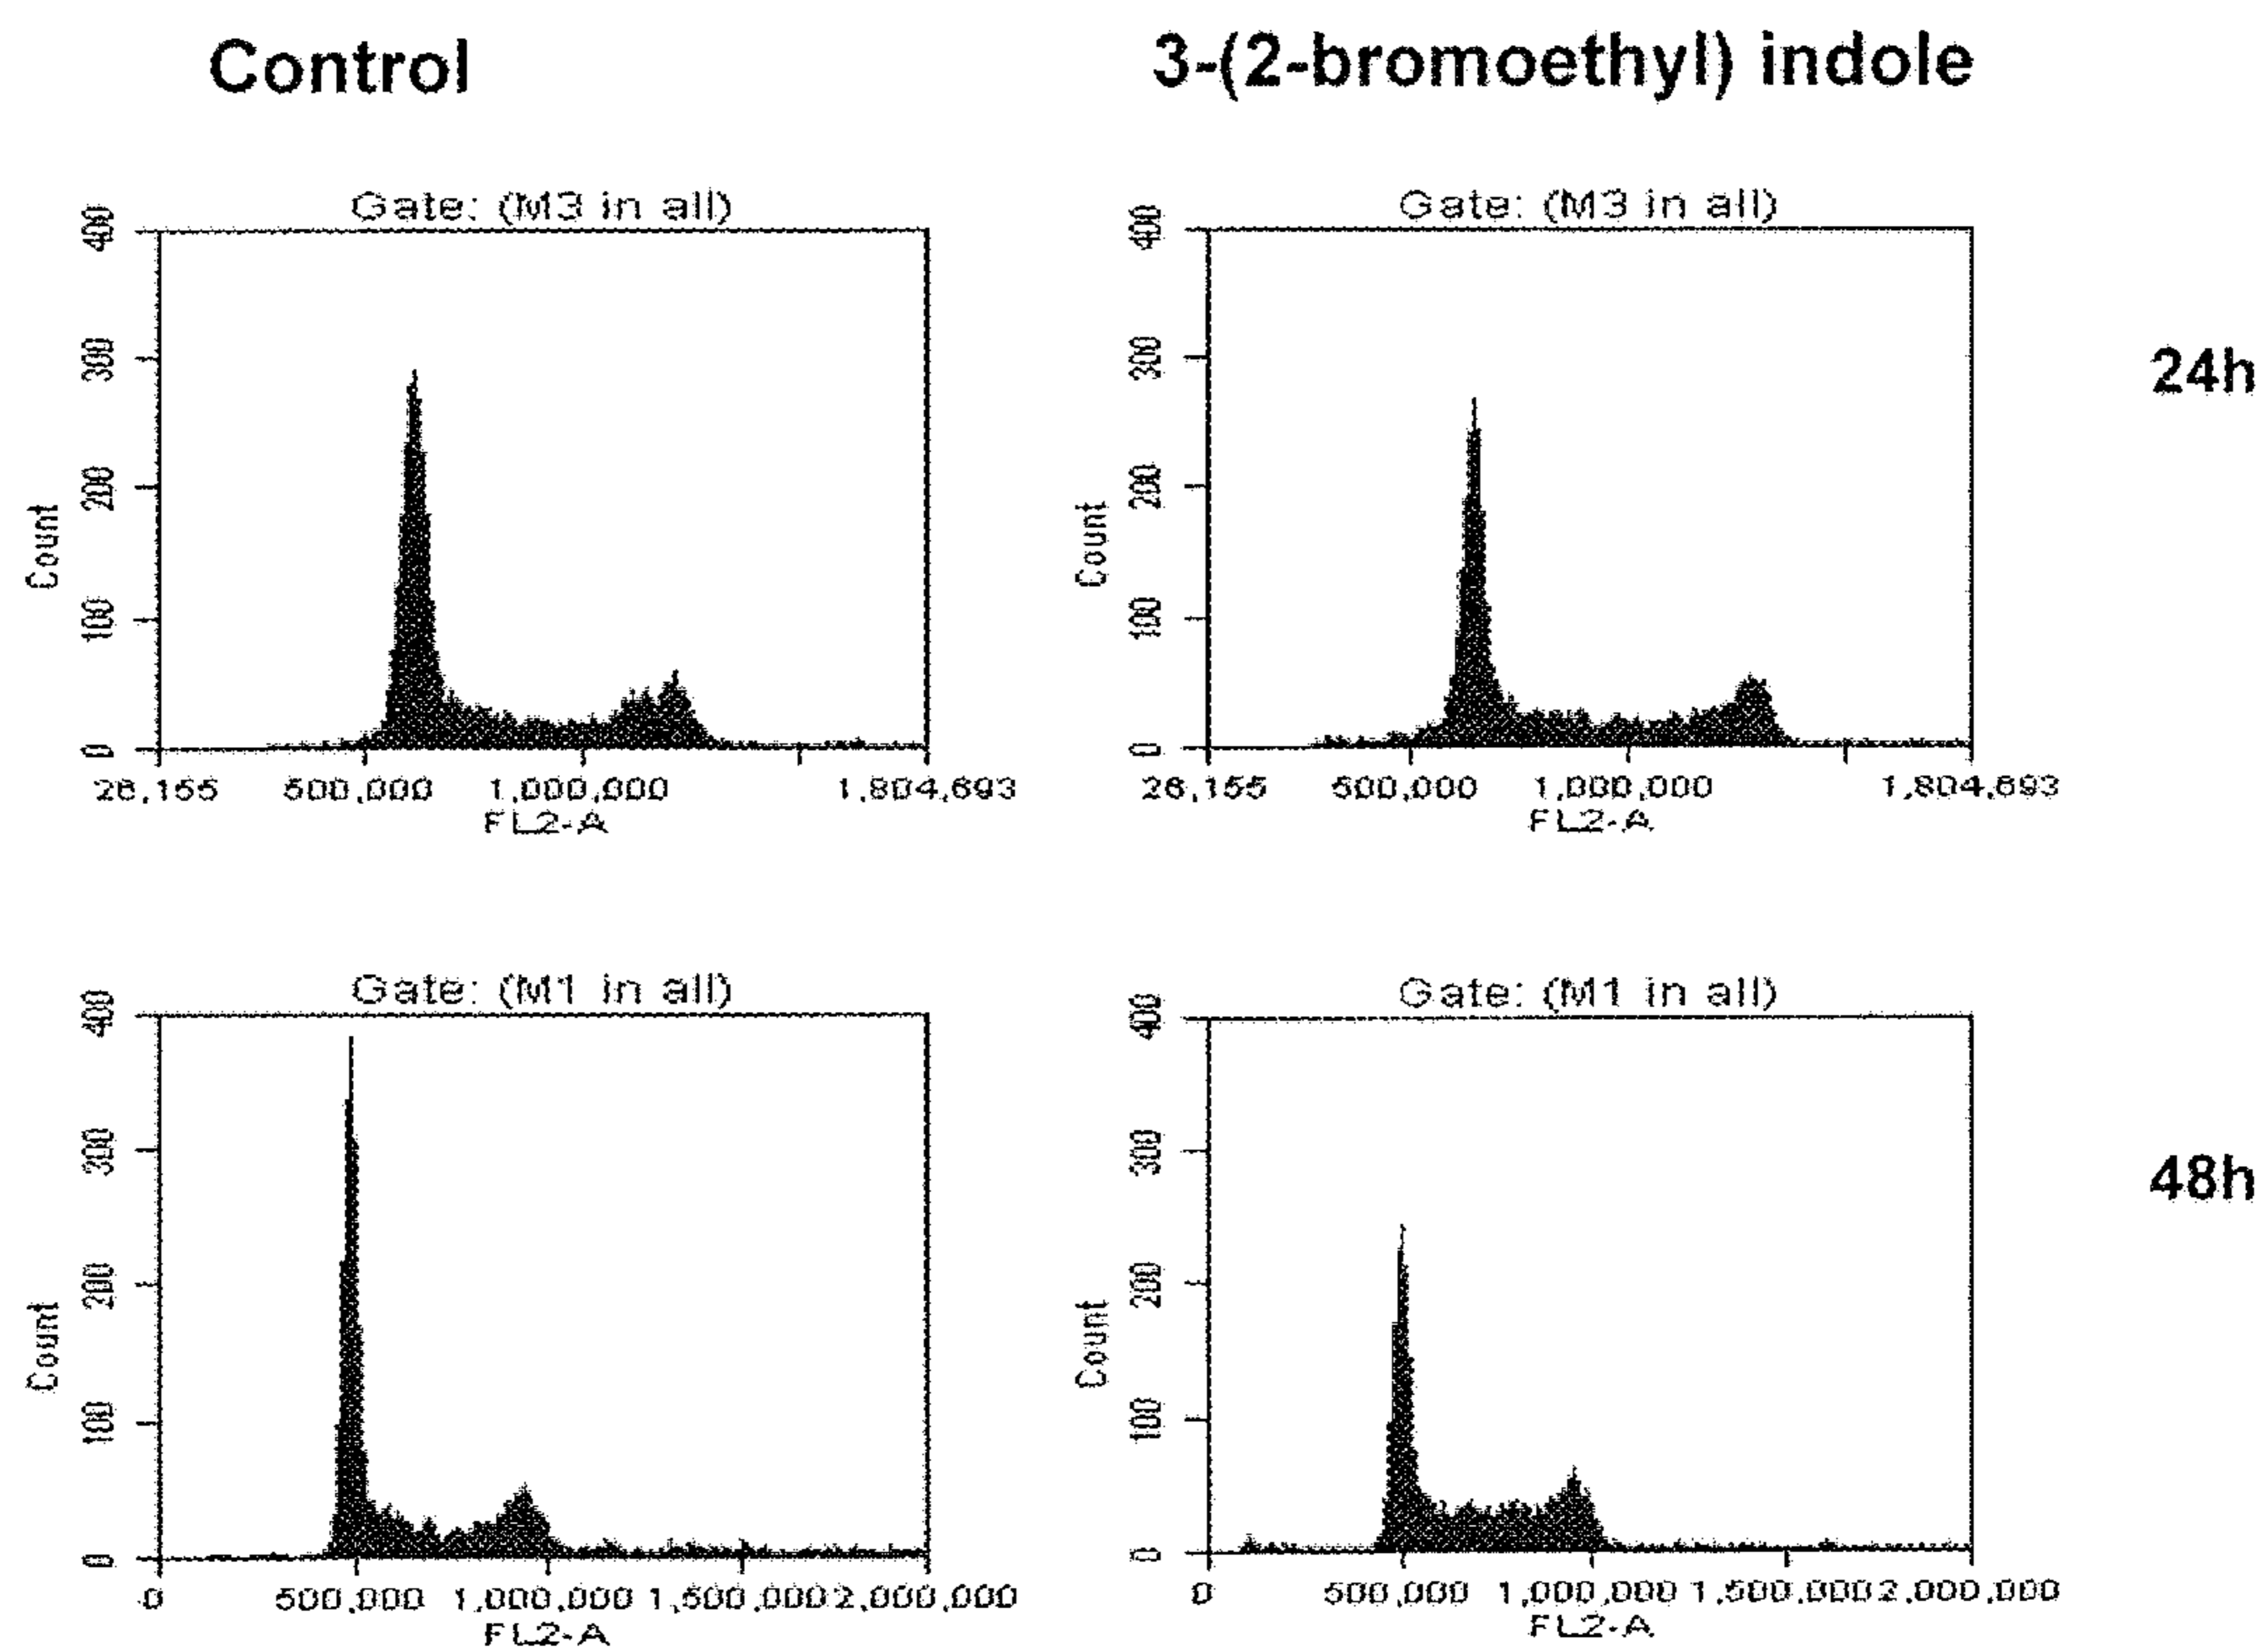 Control
3-(2-bromoethyl) indole
Gate: (M3 in all)
400
300
200
100
0
Count
26,155
500,000
1,000,000
1,804,693
FL2-A
Gate: (M3 in all)
400
300
200
100
0
Count
26,155
500,000
1,000,000
1,804,693
FL2-A
24h
Gate: (M1 in all)
400
300
200
100
0
Count
0
500,000
1,000,000
1,500,000
2,000,000
FL2-A
Gate: (M1 in all)
400
300
200
100
0
Count
0
500,000
1,000,000
1,500,000
2,000,000
FL2-A
48h